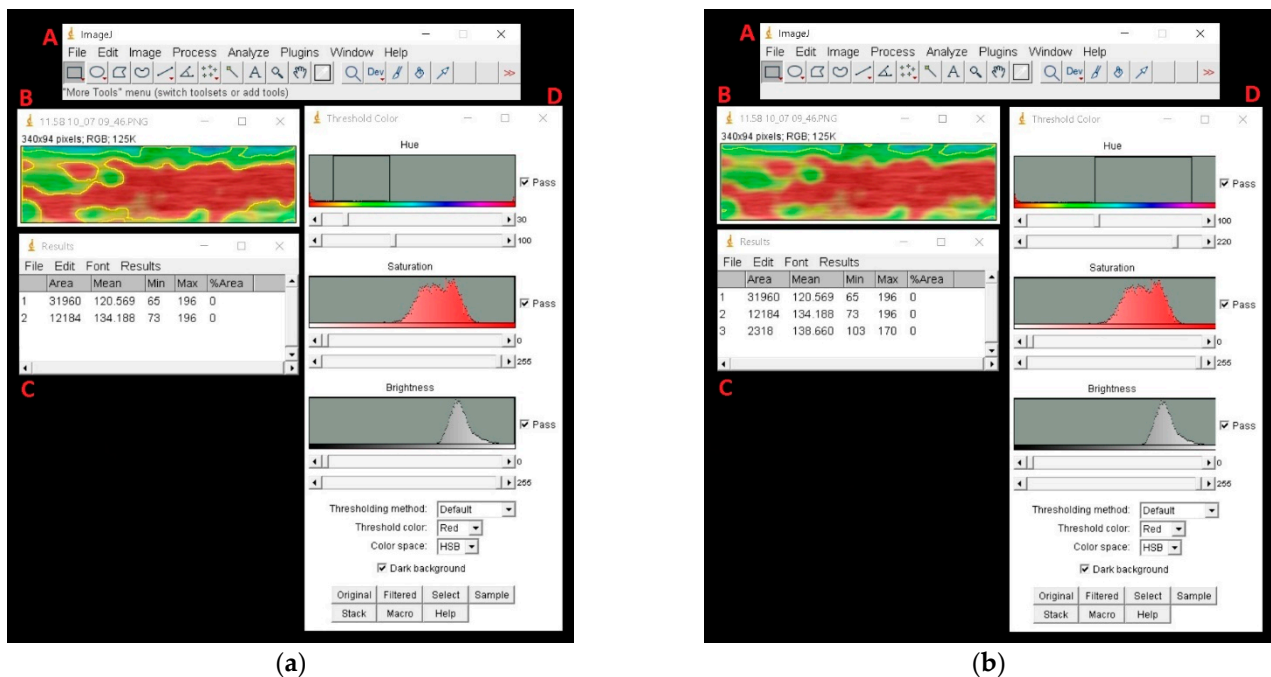 A
ImageJ
File Edit Image Process Analyze Plugins Window Help
A Dev >>
"More Tools" menu (switch toolsets or add tools)
B
11.58 10_07 09_46.PNG
340x94 pixels; RGB; 125K
Results
File Edit Font Results
Area Mean Min Max %Area
1 31960 120.569 65 196 0
2 12184 134.188 73 196 0
C
D
Threshold Color
Hue
Pass
30
100
Saturation
Pass
0
255
Brightness
Pass
0
255
Thresholding method: Default
Threshold color: Red
Color space: HSB
Dark background
Original Filtered Select Sample
Stack Macro Help
(a)
A
ImageJ
File Edit Image Process Analyze Plugins Window Help
A Dev >>
B
11.58 10_07 09_46.PNG
340x94 pixels; RGB; 125K
Results
File Edit Font Results
Area Mean Min Max %Area
1 31960 120.569 65 196 0
2 12184 134.188 73 196 0
3 2318 138.660 103 170 0
C
D
Threshold Color
Hue
Pass
100
220
Saturation
Pass
0
255
Brightness
Pass
0
255
Thresholding method: Default
Threshold color: Red
Color space: HSB
Dark background
Original Filtered Select Sample
Stack Macro Help
(b)